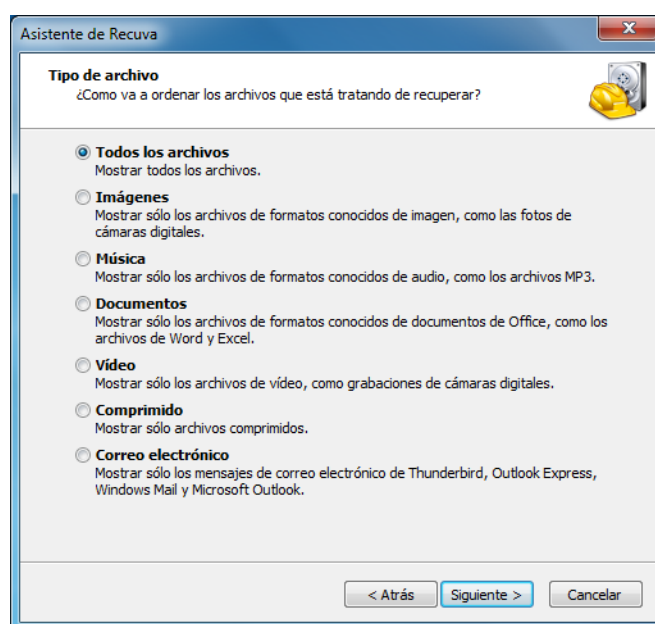 Asistente de Recuva
Tipo de archivo
¿Como va a ordenar los archivos que está tratando de recuperar?
Todos los archivos
Mostrar todos los archivos.
Imágenes
Mostrar sólo los archivos de formatos conocidos de imagen, como las fotos de
cámaras digitales.
Música
Mostrar sólo los archivos de formatos conocidos de audio, como los archivos MP3.
Documentos
Mostrar sólo los archivos de formatos conocidos de documentos de Office, como los
archivos de Word y Excel.
Vídeo
Mostrar sólo los archivos de vídeo, como grabaciones de cámaras digitales.
Comprimido
Mostrar sólo archivos comprimidos.
Correo electrónico
Mostrar sólo los mensajes de correo electrónico de Thunderbird, Outlook Express,
Windows Mail y Microsoft Outlook.
< Atrás Siguiente > Cancelar